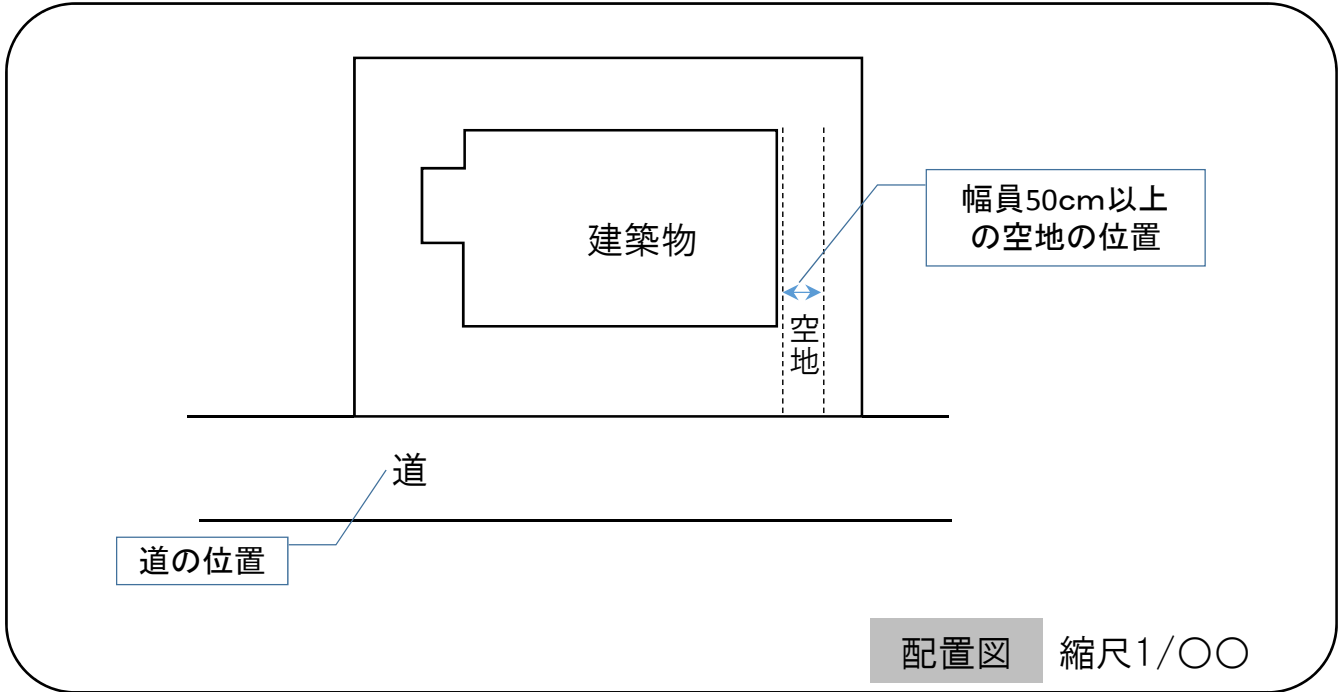 建築物
幅員50cm以上
の空地の位置
空
地
道
道の位置
配置図 縮尺1/○○